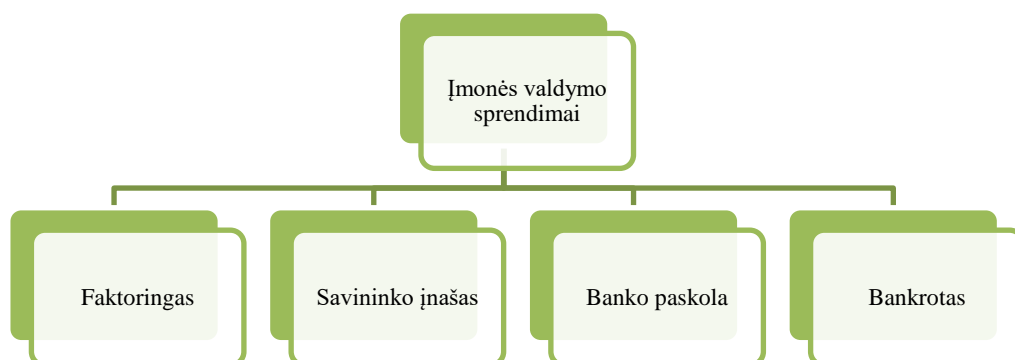 Įmonės valdymo
sprendimai
Faktoringas
Savininko įnašas
Banko paskola
Bankrotas